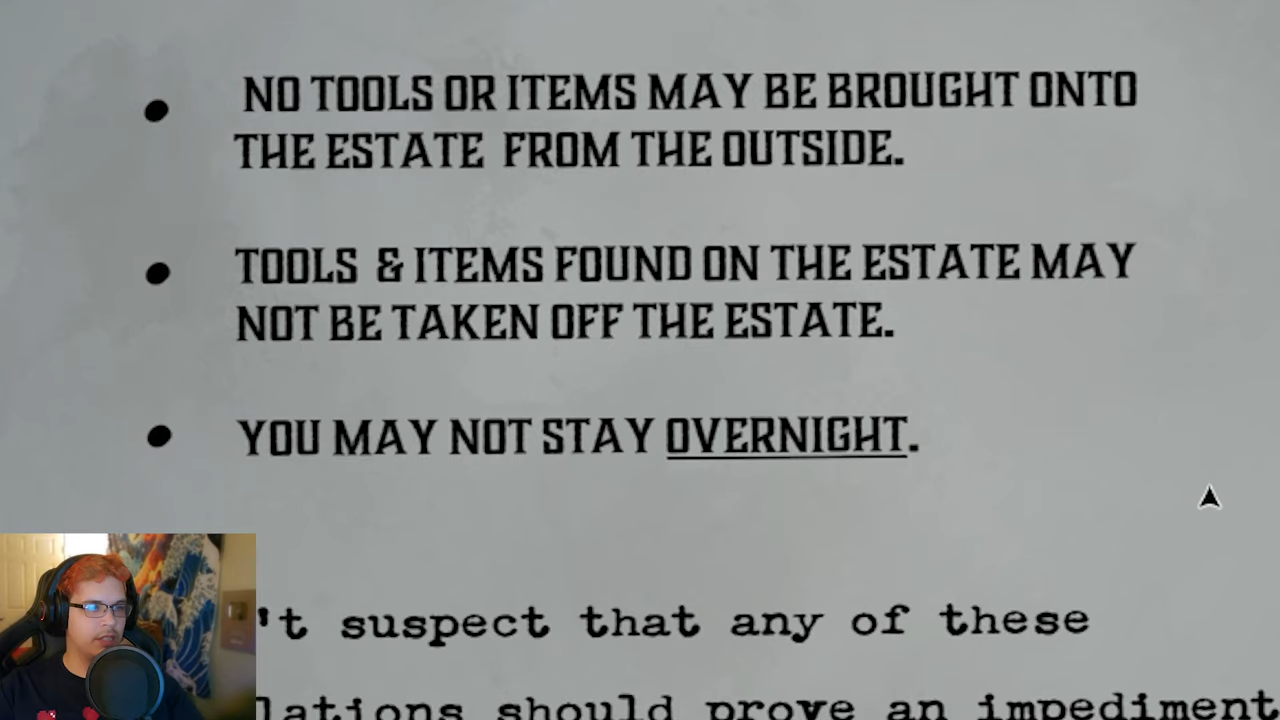 • NO TOOLS OR ITEMS MAY BE BROUGHT ONTO
THE ESTATE FROM THE OUTSIDE.
• TOOLS & ITEMS FOUND ON THE ESTATE MAY
NOT BE TAKEN OFF THE ESTATE.
• YOU MAY NOT STAY OVERNIGHT.
't suspect that any of these
lations should prove an impediment